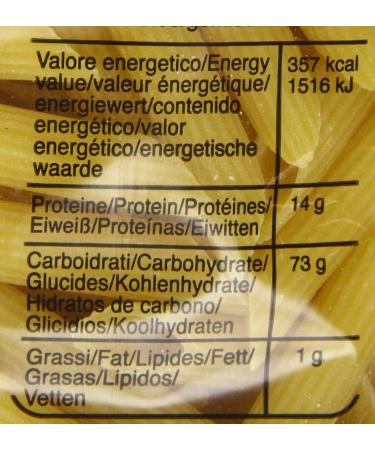 Valore energetico/Energy 357 kcal
value/valeur énergétique/ 1516 kJ
energiewert/contenido
energético/valor
energético/energetische
waarde
Proteine/Protein/Protéines/ 14 g
Eiweiß/Proteínas/Eiwitten
Carboidrati/Carbohydrate/ 73 g
Glucides/Kohlenhydrate/
Hidratos de carbono/
Glicidios/Koolhydraten
Grassi/Fat/Lipides/Fett/ 1 g
Grasas/Lipidos/
Vetten